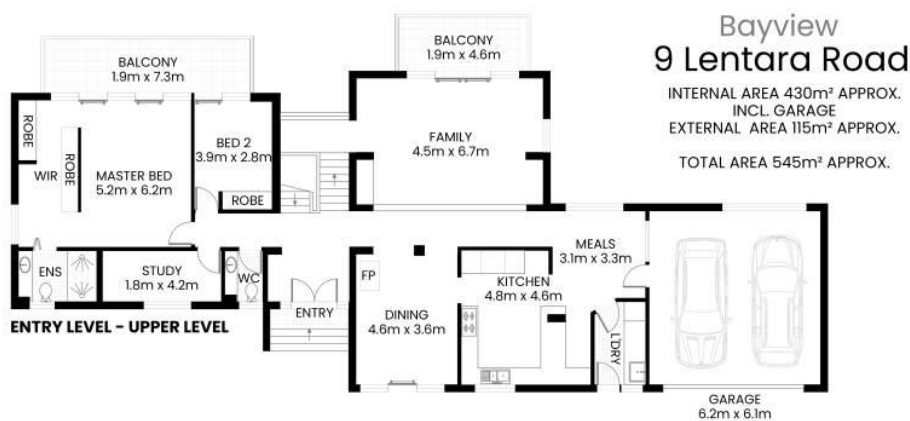 Bayview
9 Lentara Road
INTERNAL AREA 430m² APPROX.
INCL. GARAGE
EXTERNAL AREA 115m² APPROX.
TOTAL AREA 545m² APPROX.
BALCONY
1.9m x 7.3m
BALCONY
1.9m x 4.6m
ROBE
WIR
ROBE
MASTER BED
5.2m x 6.2m
BED 2
3.9m x 2.8m
ROBE
FAMILY
4.5m x 6.7m
ENS
STUDY
1.8m x 4.2m
WC
ENTRY
FP
DINING
4.6m x 3.6m
KITCHEN
4.8m x 4.6m
MEALS
3.1m x 3.3m
L'DRY
GARAGE
6.2m x 6.1m
ENTRY LEVEL - UPPER LEVEL